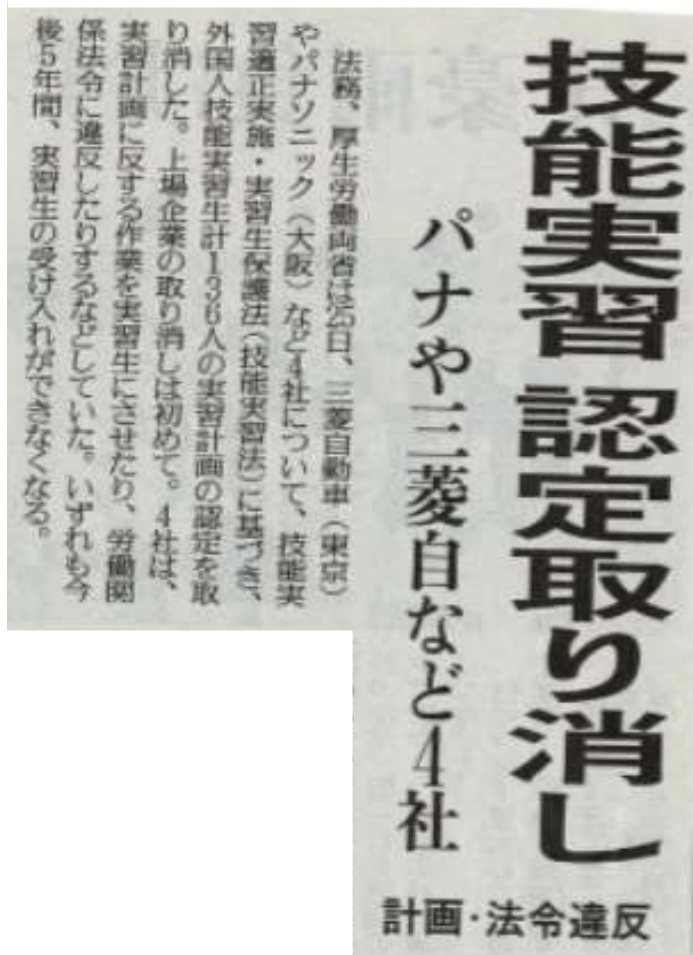 技能実習 認定取り消し
パナや三菱自など4社
計画・法令違反
法務、厚生労働両省は25日、三菱自動車（東京）
やパナソニック（大阪）など4社について、技能実
習適正実施・実習生保護法（技能実習法）に基づき、
外国人技能実習生計136人の実習計画の認定を取
り消した。上場企業の取り消しは初めて。4社は、
実習計画に反する作業を実習生にさせたり、労働関
係法令に違反したりするなどしていた。いずれも今
後5年間、実習生の受け入れができなくなる。